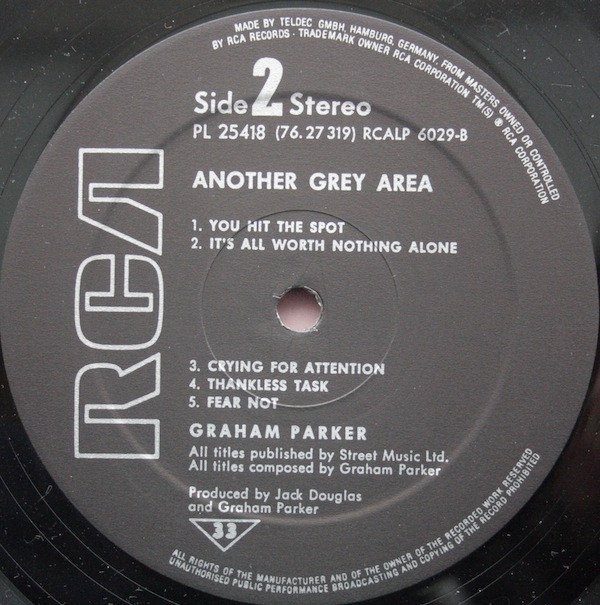 MADE BY TELDEC GMBH, HAMBURG, GERMANY, FROM MASTERS OWNED OR CONTROLLED
BY RCA RECORDS · TRADEMARK OWNER RCA CORPORATION TM(S) ® RCA CORPORATION
Side 2 Stereo
PL 25418 (76.27 319) RCALP 6029-B
RCA
ANOTHER GREY AREA
1. YOU HIT THE SPOT
2. IT'S ALL WORTH NOTHING ALONE
3. CRYING FOR ATTENTION
4. THANKLESS TASK
5. FEAR NOT
GRAHAM PARKER
All titles published by Street Music Ltd.
All titles composed by Graham Parker
Produced by Jack Douglas
and Graham Parker
33
ALL RIGHTS OF THE MANUFACTURER AND OF THE OWNER OF THE RECORDED WORK RESERVED
UNAUTHORISED PUBLIC PERFORMANCE BROADCASTING AND COPYING OF THE RECORD PROHIBITED